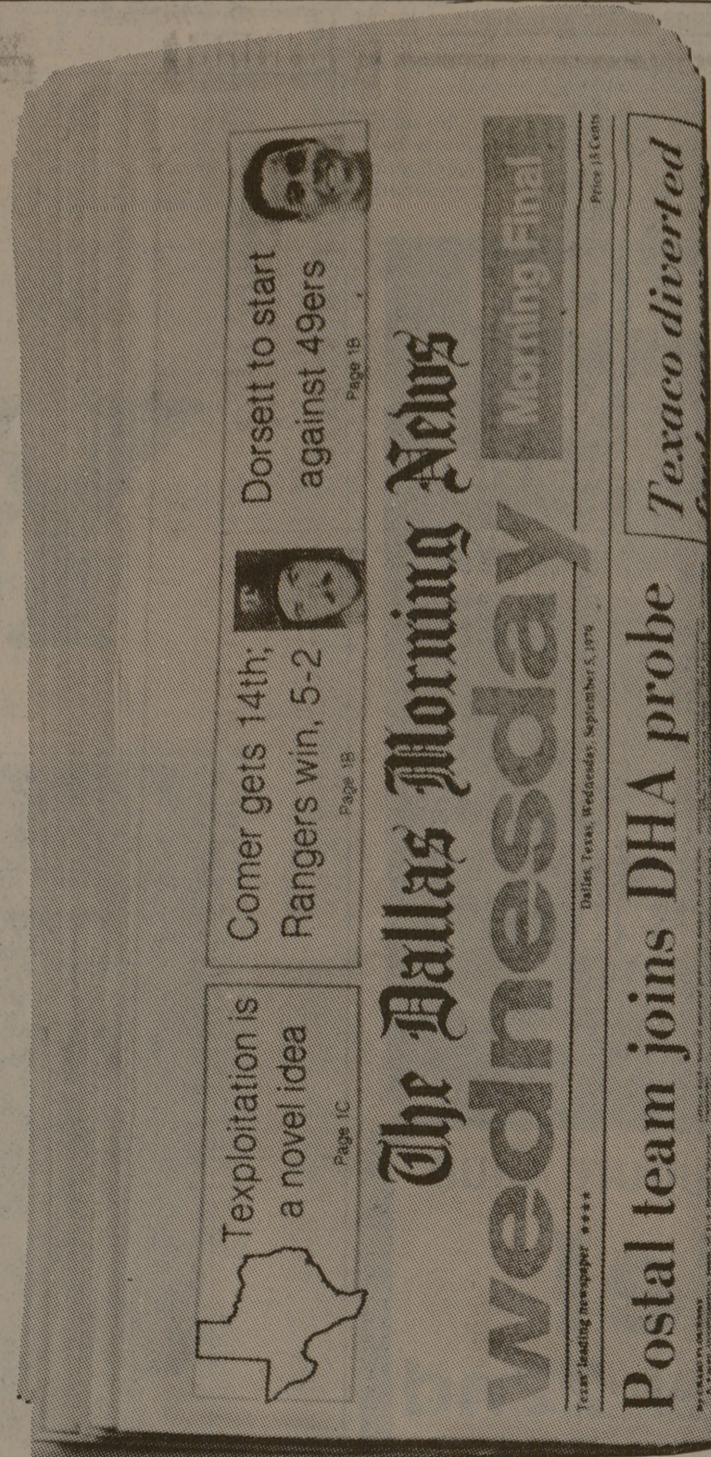 Texploitation is
a novel idea
Page 1C
Comer gets 14th;
Rangers win, 5-2
Page 1B
Dorsett to start
against 49ers
Page 1B
The Dallas Morning News
wednesday
Morning Final
Texas' leading newspaper ★★★★
Dallas, Texas, Wednesday, September 5, 1979
Price 15 Cents
Postal team joins DHA probe
Texaco diverted